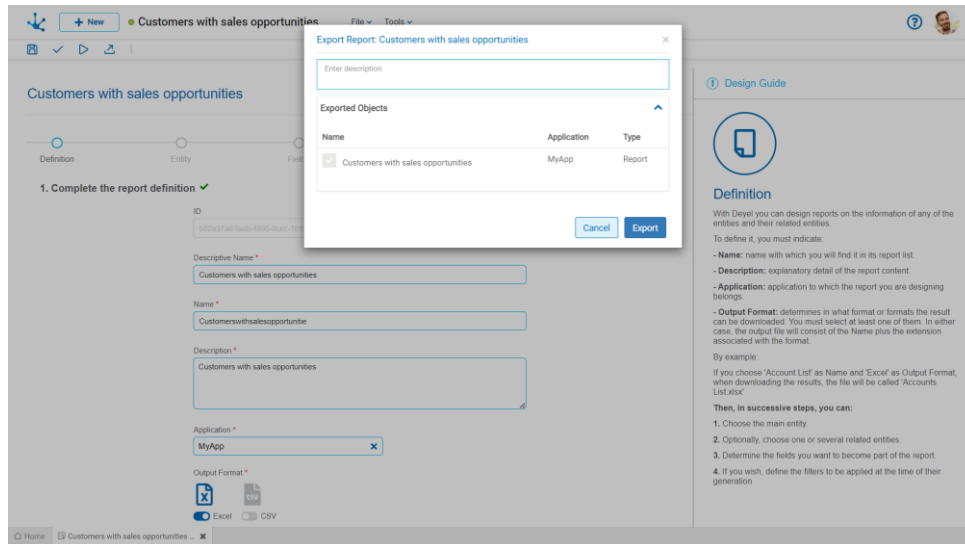 + New
Customers with sales opportunities
File
Tools
Export Report: Customers with sales opportunities
Enter description
Exported Objects
Name Application Type
Customers with sales opportunities MyApp Report
Cancel Export
Customers with sales opportunities
Definition
Entity
1. Complete the report definition
ID
Descriptive Name *
Customers with sales opportunities
Name *
Customerswithsalesopportunitie
Description *
Customers with sales opportunities
Application *
MyApp
Output Format *
CSV
Excel CSV
Design Guide
Definition
With Deyel you can design reports on the information of any of the
entities and their related entities.
To define it, you must indicate:
- Name: name with which you will find it in its report list.
- Description: explanatory detail of the report content.
- Application: application to which the report you are designing
belongs.
- Output Format: determines in what format or formats the result
can be downloaded. You must select at least one of them. In either
case, the output file will consist of the Name plus the extension
associated with the format.
By example:
If you choose 'Account List' as Name and 'Excel' as Output Format,
when downloading the results, the file will be called 'Accounts
List.xlsx'
Then, in successive steps, you can:
1. Choose the main entity.
2. Optionally, choose one or several related entities.
3. Determine the fields you want to become part of the report.
4. If you wish, define the filters to be applied at the time of their
generation
Home
Customers with sales opportunities ...